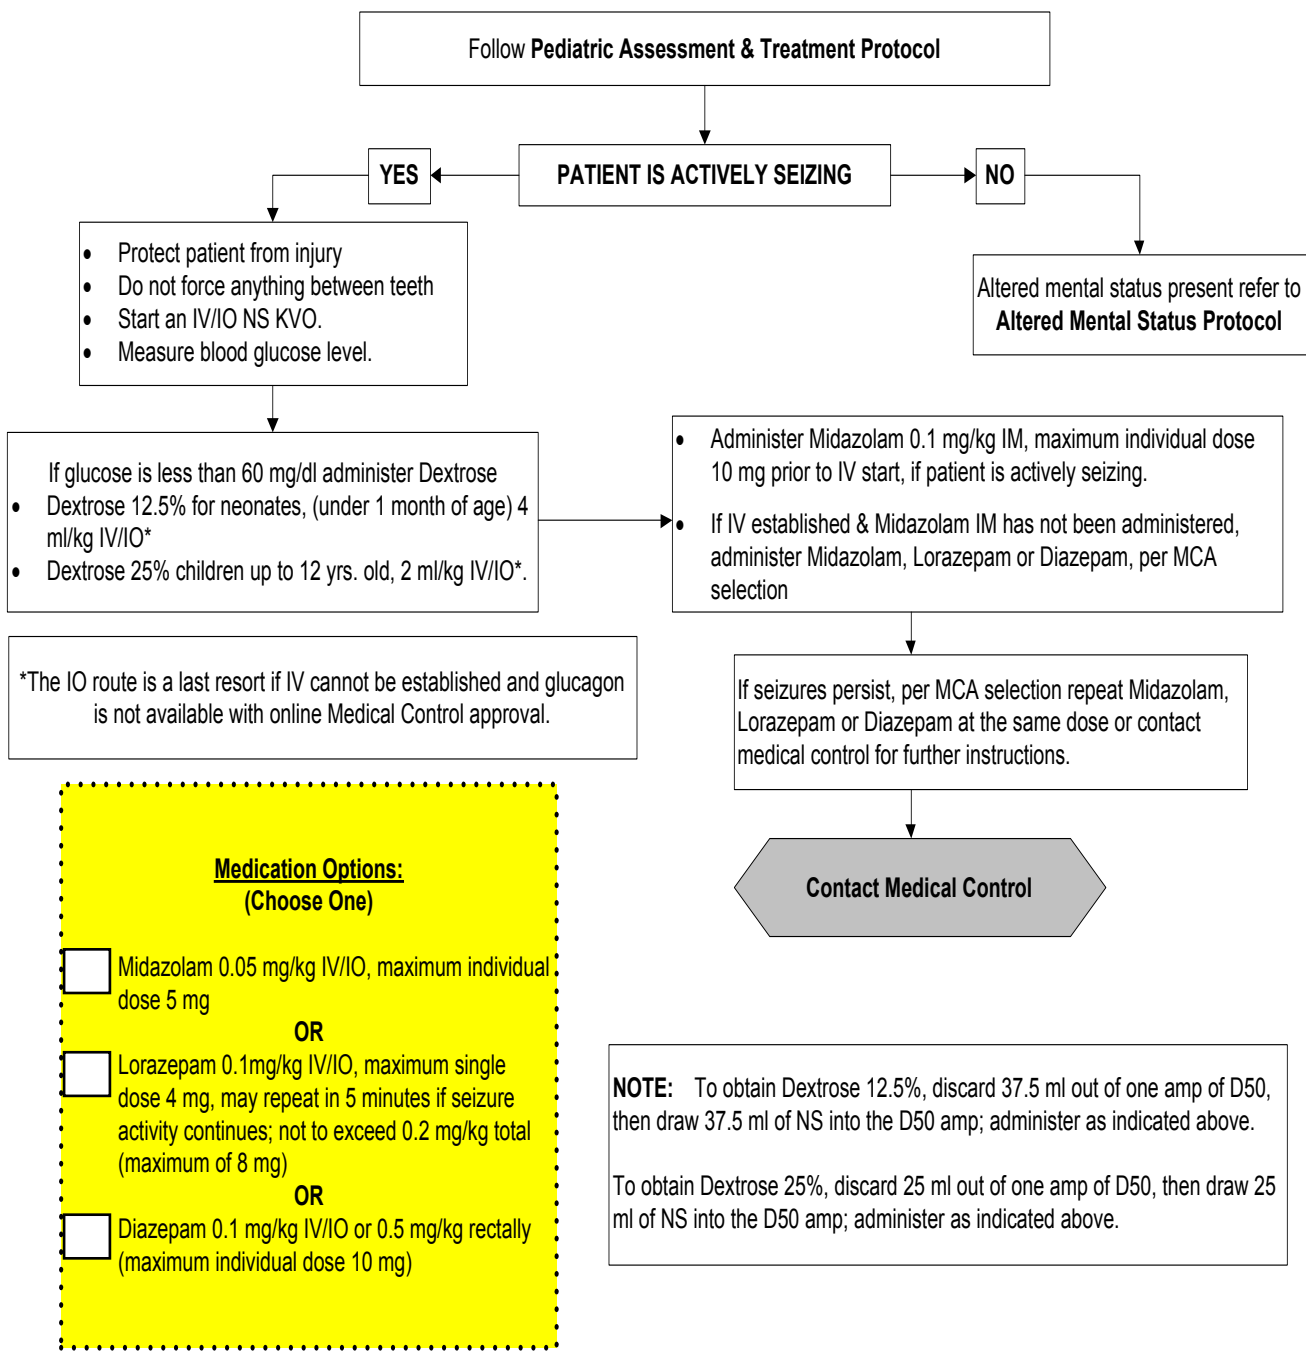 Follow Pediatric Assessment & Treatment Protocol
YES
PATIENT IS ACTIVELY SEIZING
NO
• Protect patient from injury
• Do not force anything between teeth
• Start an IV/IO NS KVO.
• Measure blood glucose level.
Altered mental status present refer to
Altered Mental Status Protocol
If glucose is less than 60 mg/dl administer Dextrose
• Dextrose 12.5% for neonates, (under 1 month of age) 4
ml/kg IV/IO*
• Dextrose 25% children up to 12 yrs. old, 2 ml/kg IV/IO*.
• Administer Midazolam 0.1 mg/kg IM, maximum individual dose
10 mg prior to IV start, if patient is actively seizing.
• If IV established & Midazolam IM has not been administered,
administer Midazolam, Lorazepam or Diazepam, per MCA
selection
*The IO route is a last resort if IV cannot be established and glucagon
is not available with online Medical Control approval.
If seizures persist, per MCA selection repeat Midazolam,
Lorazepam or Diazepam at the same dose or contact
medical control for further instructions.
Contact Medical Control
Medication Options:
(Choose One)
Midazolam 0.05 mg/kg IV/IO, maximum individual
dose 5 mg
OR
Lorazepam 0.1mg/kg IV/IO, maximum single
dose 4 mg, may repeat in 5 minutes if seizure
activity continues; not to exceed 0.2 mg/kg total
(maximum of 8 mg)
OR
Diazepam 0.1 mg/kg IV/IO or 0.5 mg/kg rectally
(maximum individual dose 10 mg)
NOTE: To obtain Dextrose 12.5%, discard 37.5 ml out of one amp of D50,
then draw 37.5 ml of NS into the D50 amp; administer as indicated above.
To obtain Dextrose 25%, discard 25 ml out of one amp of D50, then draw 25
ml of NS into the D50 amp; administer as indicated above.